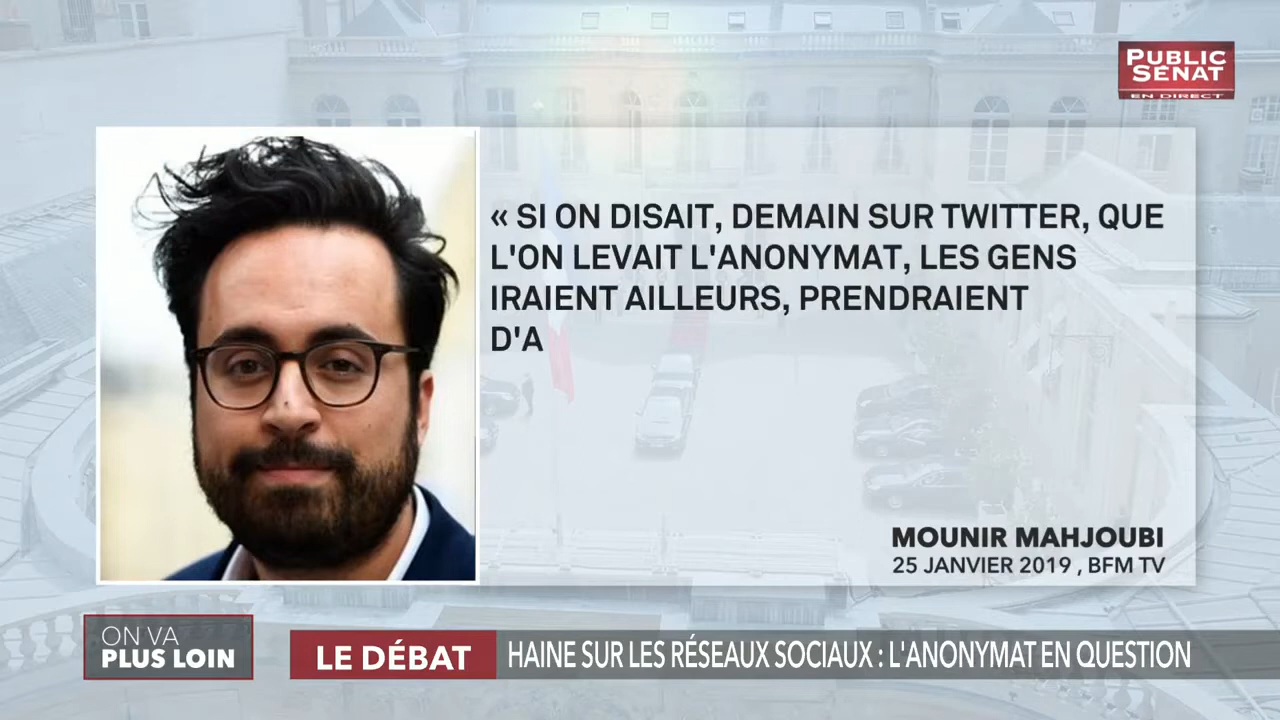 PUBLIC
SÉNAT
EN DIRECT
« SI ON DISAIT, DEMAIN SUR TWITTER, QUE
L'ON LEVAIT L'ANONYMAT, LES GENS
IRAIENT AILLEURS, PRENDRAIENT
D'A
MOUNIR MAHJOUBI
25 JANVIER 2019 , BFM TV
ON VA
PLUS LOIN
LE DÉBAT
HAINE SUR LES RÉSEAUX SOCIAUX : L'ANONYMAT EN QUESTION